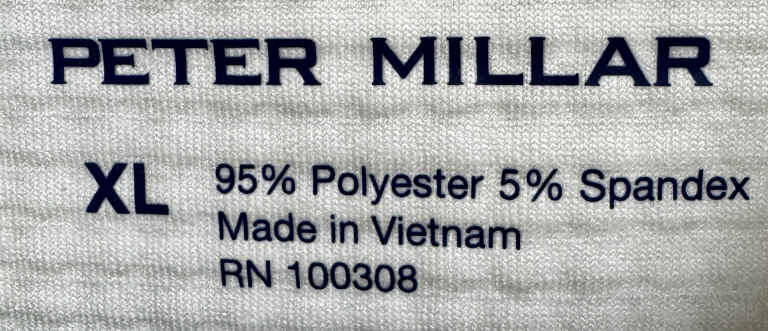 PETER MILLAR
XL
95% Polyester 5% Spandex
Made in Vietnam
RN 100308